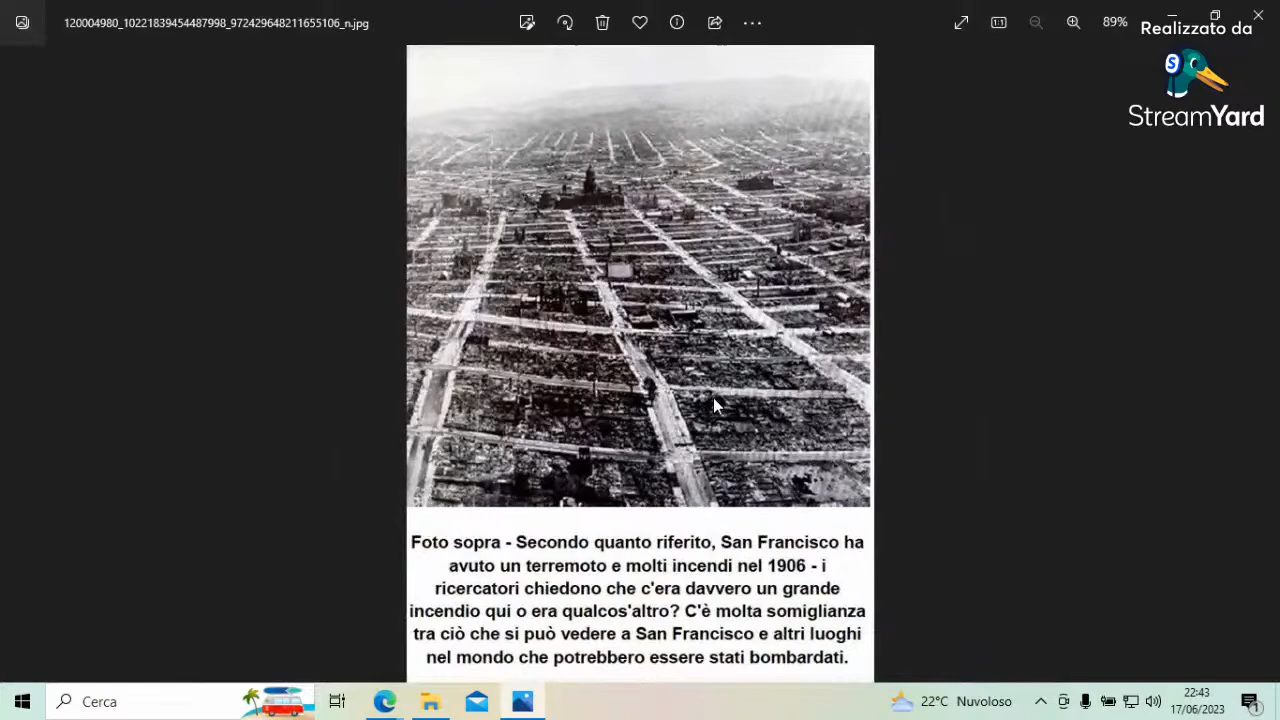 120004980_10221839454487998_972429648211655106_n.jpg
89%
Realizzato da
StreamYard
Foto sopra - Secondo quanto riferito, San Francisco ha
avuto un terremoto e molti incendi nel 1906 - i
ricercatori chiedono che c'era davvero un grande
incendio qui o era qualcos'altro? C'è molta somiglianza
tra ciò che si può vedere a San Francisco e altri luoghi
nel mondo che potrebbero essere stati bombardati.
Cerca
22°C Nuvoloso
22:43
17/06/2023